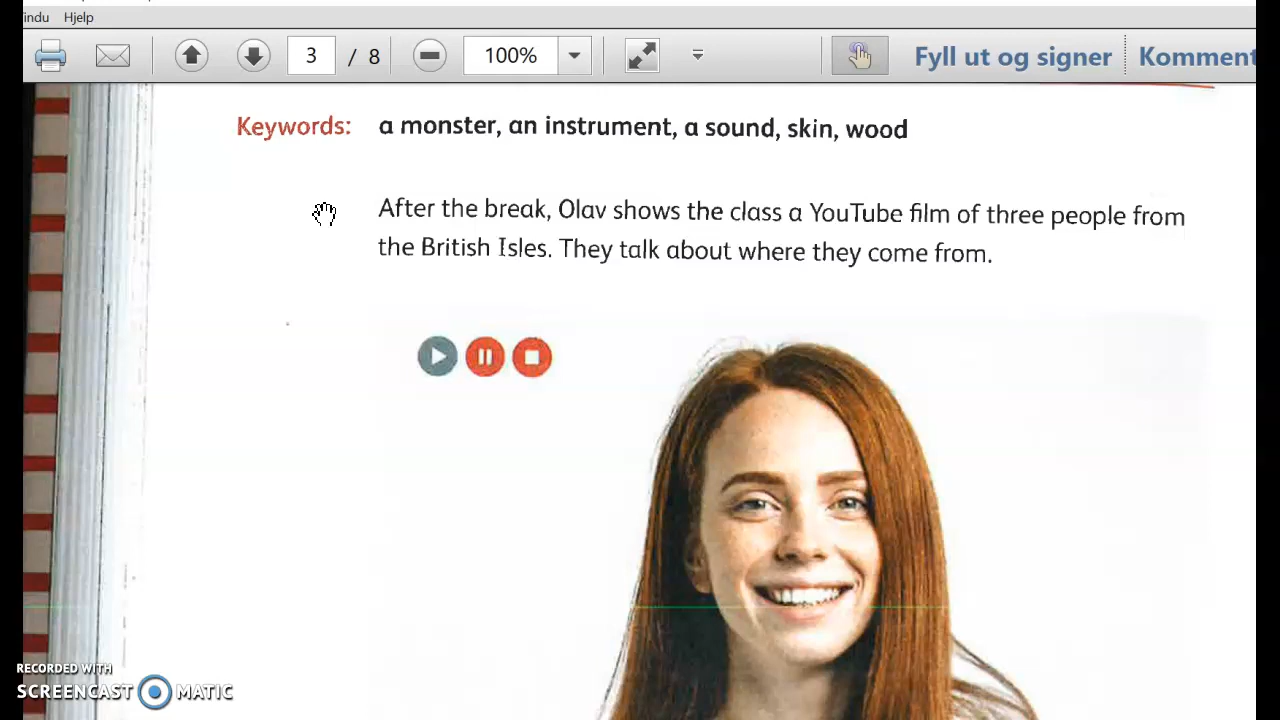 indu Hjelp
3 / 8 100% Fyll ut og signer Komment
Keywords: a monster, an instrument, a sound, skin, wood
After the break, Olav shows the class a YouTube film of three people from
the British Isles. They talk about where they come from.
RECORDED WITH
SCREENCAST MATIC